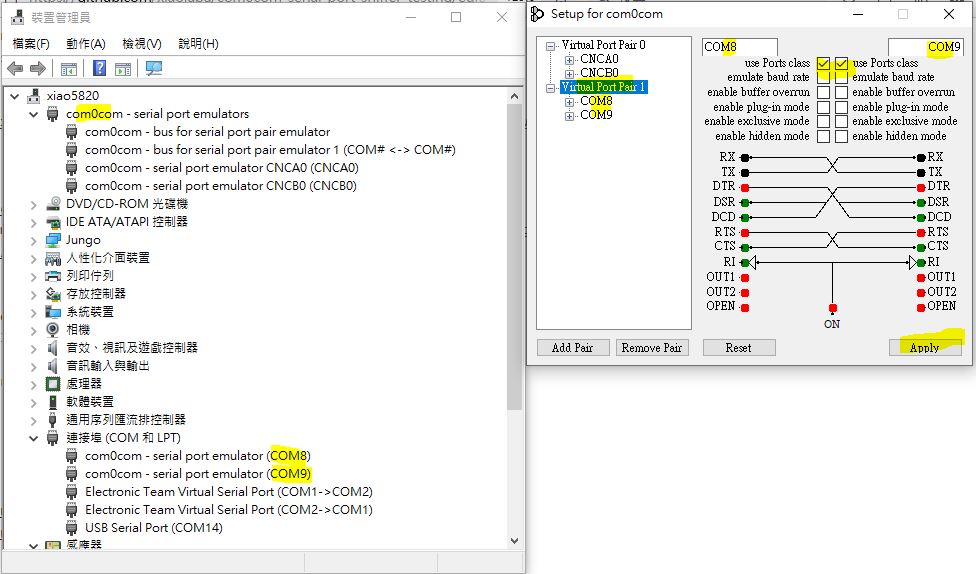 裝置管理員
檔案(F) 動作(A) 檢視(V) 說明(H)
xiao5820
com0com - serial port emulators
com0com - bus for serial port pair emulator
com0com - bus for serial port pair emulator 1 (COM# <-> COM#)
com0com - serial port emulator CNCA0 (CNCA0)
com0com - serial port emulator CNCB0 (CNCB0)
DVD/CD-ROM 光碟機
IDE ATA/ATAPI 控制器
Jungo
人性化介面裝置
列印佇列
存放控制器
系統裝置
相機
音效、視訊及遊戲控制器
音訊輸入與輸出
處理器
軟體裝置
通用序列匯流排控制器
連接埠 (COM 和 LPT)
com0com - serial port emulator (COM8)
com0com - serial port emulator (COM9)
Electronic Team Virtual Serial Port (COM1->COM2)
Electronic Team Virtual Serial Port (COM2->COM1)
USB Serial Port (COM14)
感應器
Setup for com0com
Virtual Port Pair 0
CNCA0
CNCB0
Virtual Port Pair 1
COM8
COM9
Add Pair Remove Pair
COM8 COM9
use Ports class use Ports class
emulate baud rate emulate baud rate
enable buffer overrun enable buffer overrun
enable plug-in mode enable plug-in mode
enable exclusive mode enable exclusive mode
enable hidden mode enable hidden mode
RX RX
TX TX
DTR DTR
DSR DSR
DCD DCD
RTS RTS
CTS CTS
RI RI
OUT1 OUT1
OUT2 OUT2
OPEN OPEN
ON
Reset Apply